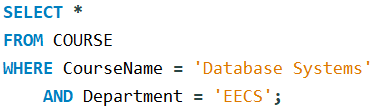 SELECT *
FROM COURSE
WHERE CourseName = 'Database Systems'
AND Department = 'EECS';